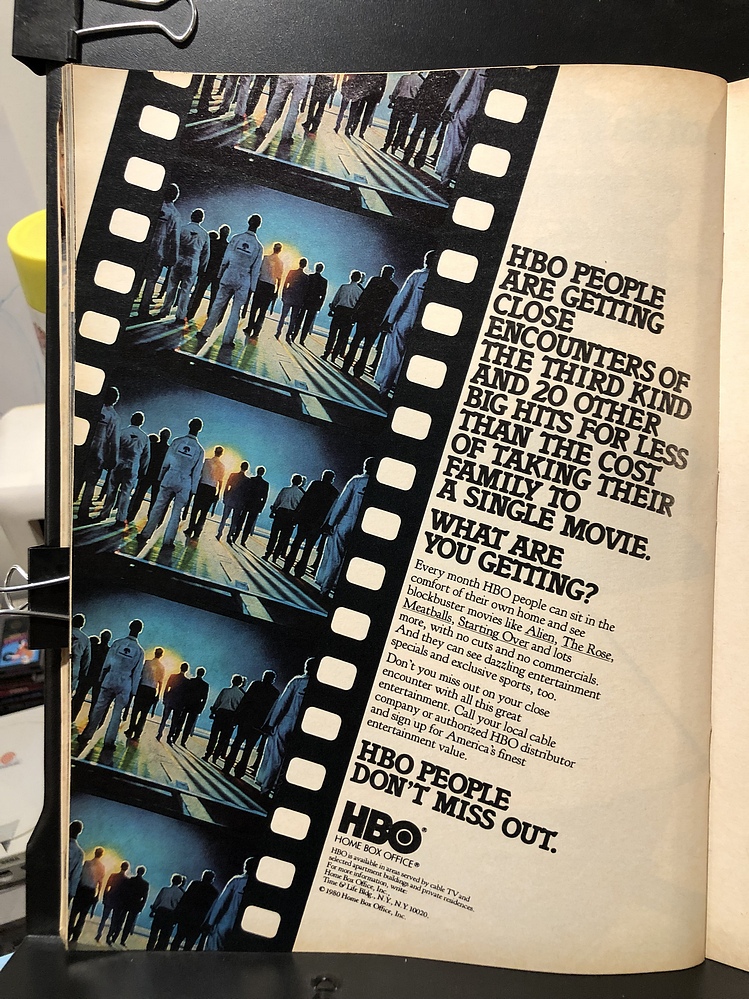 HBO PEOPLE
ARE GETTING
CLOSE
ENCOUNTERS OF
THE THIRD KIND
AND 20 OTHER
BIG HITS FOR LESS
THAN THE COST
OF TAKING THEIR
FAMILY TO
A SINGLE MOVIE.
WHAT ARE
YOU GETTING?
Every month HBO people can sit in the
comfort of their own home and see
blockbuster movies like Alien, The Rose,
Meatballs, Starting Over and lots
more, with no cuts and no commercials.
And they can see dazzling entertainment
specials and exclusive sports, too.
Don't you miss out on your close
encounter with all this great
entertainment. Call your local cable
company or authorized HBO distributor
and sign up for America's finest
entertainment value.
HBO PEOPLE
DON'T MISS OUT.
HBO®
HOME BOX OFFICE®
HBO is available in areas served by cable TV and
selected apartment buildings and private residences.
For more information, write:
Home Box Office, Inc.
Time & Life Bldg., N.Y., N.Y. 10020.
© 1980 Home Box Office, Inc.